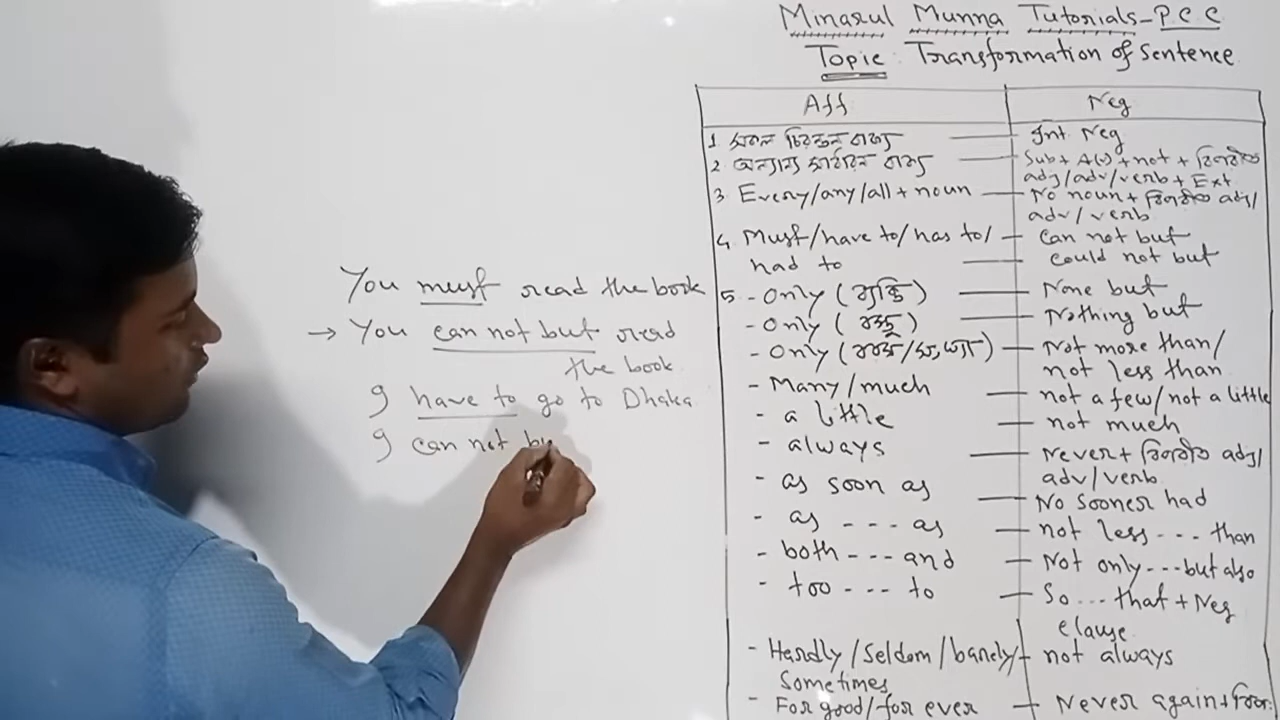 Minarul Munna Tutorials-PCC
Topic: Transformation of Sentence
Aff
Neg
1. সকল চিরন্তন বাক্য — Int. Neg
2. অন্যান্য সার্বজনিন বাক্য — Sub + A(v) + not + বিপরীত adj/adv/verb + Ext.
3. Every/any/all + noun — No noun + বিপরীত adj/
adv/verb
4. Must/have to/has to/ — Can not but
had to — could not but
5. - Only (ব্যক্তি) — None but
- Only (বস্তু) — Nothing but
- Only (বয়স/সংখ্যা) — Not more than/
not less than
- Many/much — not a few/not a little
- a little — not much
- always — Never + বিপরীত adj/
adv/verb
- as soon as — No sooner had
- as --- as — not less --- than
- both --- and — Not only --- but also
- too --- to — So ... that + Neg
clause
- Hardly/Seldom/barely/ — not always
Sometimes
- For good/for ever — Never again +
You must read the book
→ You can not but read
the book
I have to go to Dhaka
I can not bu